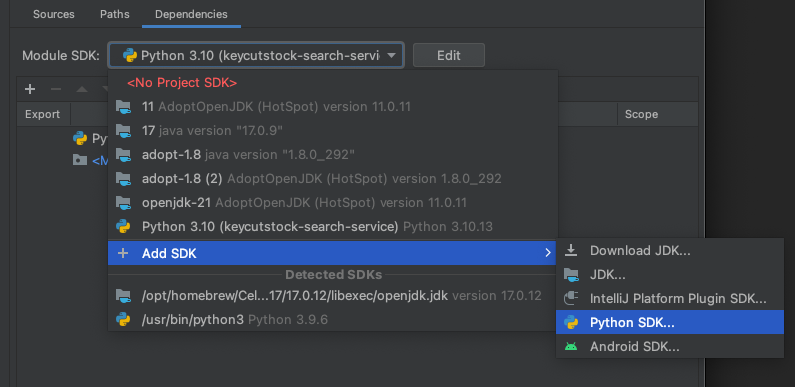 Sources Paths Dependencies
Module SDK: Python 3.10 (keycutstock-search-servi Edit
<No Project SDK>
Export Scope
11 AdoptOpenJDK (HotSpot) version 11.0.11
17 java version "17.0.9"
Py
<M
adopt-1.8 java version "1.8.0_292"
adopt-1.8 (2) AdoptOpenJDK (HotSpot) version 1.8.0_292
openjdk-21 AdoptOpenJDK (HotSpot) version 11.0.11
Python 3.10 (keycutstock-search-service) Python 3.10.13
Add SDK
Download JDK...
Detected SDKs
JDK...
/opt/homebrew/Cel...17/17.0.12/libexec/openjdk.jdk version 17.0.12
IntelliJ Platform Plugin SDK...
/usr/bin/python3 Python 3.9.6
Python SDK...
Android SDK...